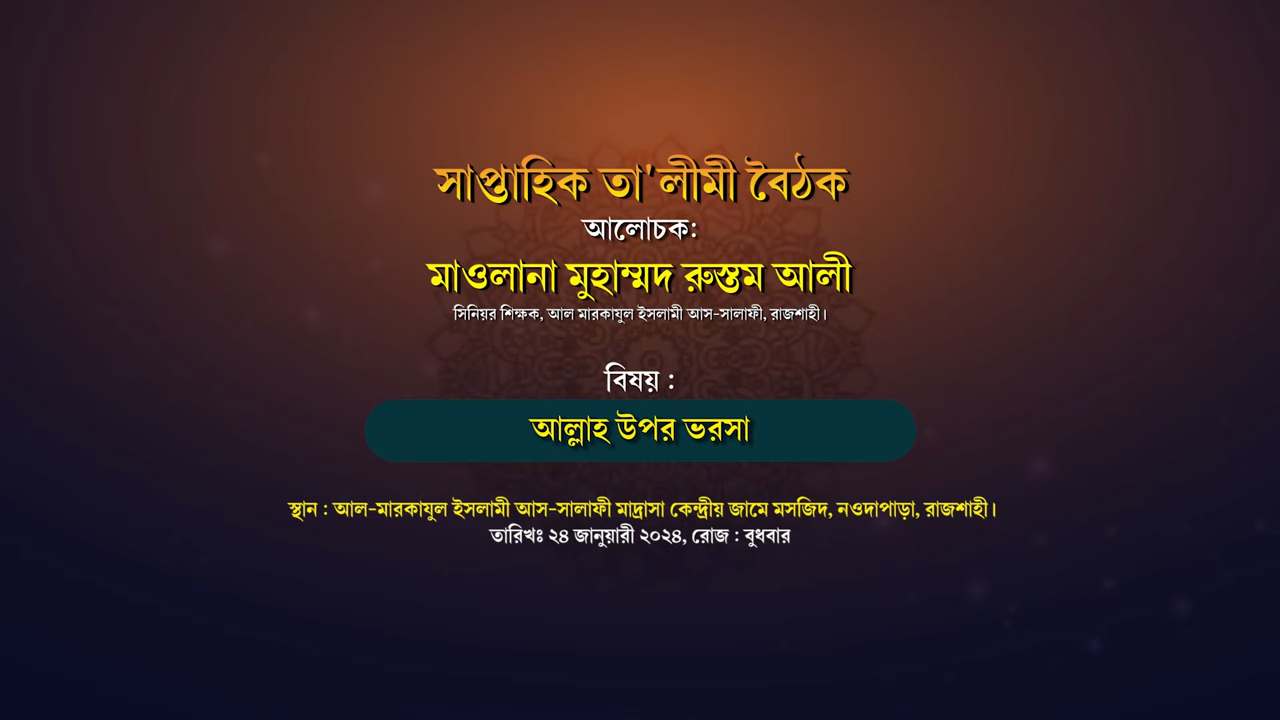 সাপ্তাহিক তা'লীমী বৈঠক
আলোচক:
মাওলানা মুহাম্মদ রুস্তম আলী
সিনিয়র শিক্ষক, আল মারকাযুল ইসলামী আস-সালাফী, রাজশাহী।
বিষয় :
আল্লাহ উপর ভরসা
স্থান : আল-মারকাযুল ইসলামী আস-সালাফী মাদ্রাসা কেন্দ্রীয় জামে মসজিদ, নওদাপাড়া, রাজশাহী।
তারিখঃ ২৪ জানুয়ারী ২০২৪, রোজ : বুধবার